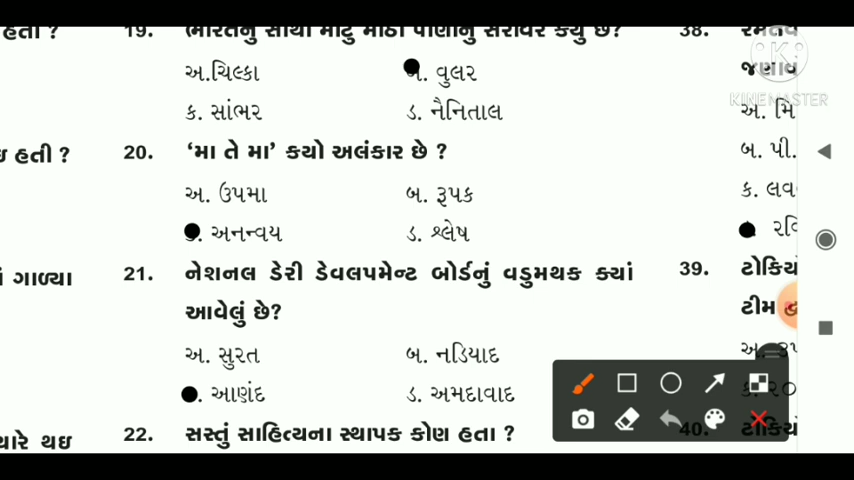 હતા ?
19. ભારતનું સૌથી મોટું મીઠા પાણીનું સરોવર કયુ છે?
અ.ચિલ્કા
વુલર
ક. સાંભર
ડ. નૈનિતાલ
હતી ?
20. ‘મા તે મા’ કયો અલંકાર છે ?
અ. ઉપમા
બ. રૂપક
અનન્વય
ડ. શ્લેષ
ગાળ્યા
21. નેશનલ ડેરી ડેવલપમેન્ટ બોર્ડનું વડુમથક ક્યાં
આવેલું છે?
અ. સુરત
બ. નડિયાદ
. આણંદ
ડ. અમદાવાદ
યારે થઇ
22. સસ્તું સાહિત્યના સ્થાપક કોણ હતા ?
38.
જણાવ
અ. મિ
બ. પી.
ક. લવ
રવિ
39. ટોકિયો
ટીમ
40. ટોકિયો
KINEMASTER